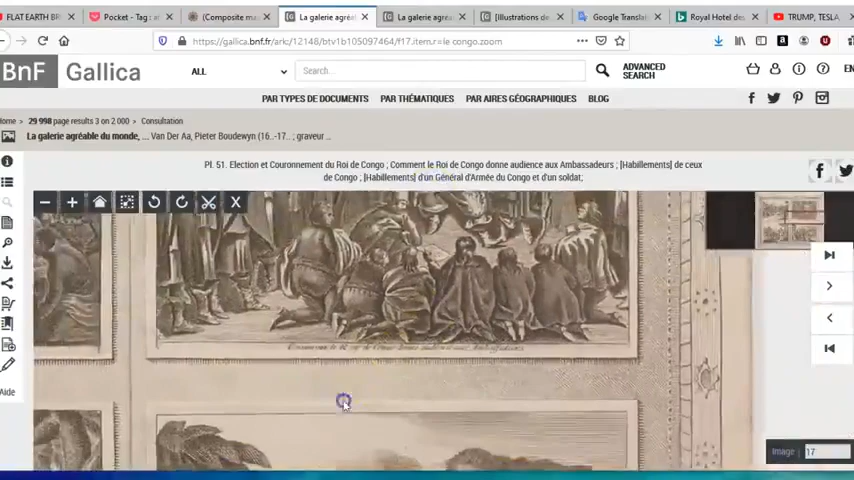 FLAT EARTH BR
Pocket - Tag : a
(Composite ma
La galerie agréal
La galerie agréa
[Illustrations de
Google Translat
Royal Hotel des
TRUMP, TESLA
https://gallica.bnf.fr/ark:/12148/btv1b105097464/f17.item.r=le congo.zoom
BnF Gallica
ALL
Search...
ADVANCED
SEARCH
EN
PAR TYPES DE DOCUMENTS
PAR THÉMATIQUES
PAR AIRES GÉOGRAPHIQUES
BLOG
Home > 29 998 page results 3 on 2 000 > Consultation
La galerie agréable du monde, ... Van Der Aa, Pieter Boudewyn (16..-17.. ; graveur ...
Pl. 51. Election et Couronnement du Roi de Congo ; Comment le Roi de Congo donne audience aux Ambassadeurs ; [Habillements] de ceux
de Congo ; [Habillements] d'un Général d'Armée du Congo et d'un soldat;
Aide
Image
17